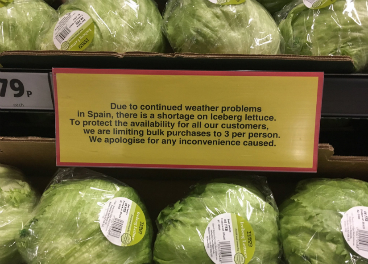 79P
Due to continued weather problems
in Spain, there is a shortage on Iceberg lettuce.
To protect the availability for all our customers,
we are limiting bulk purchases to 3 per person.
We apologise for any inconvenience caused.